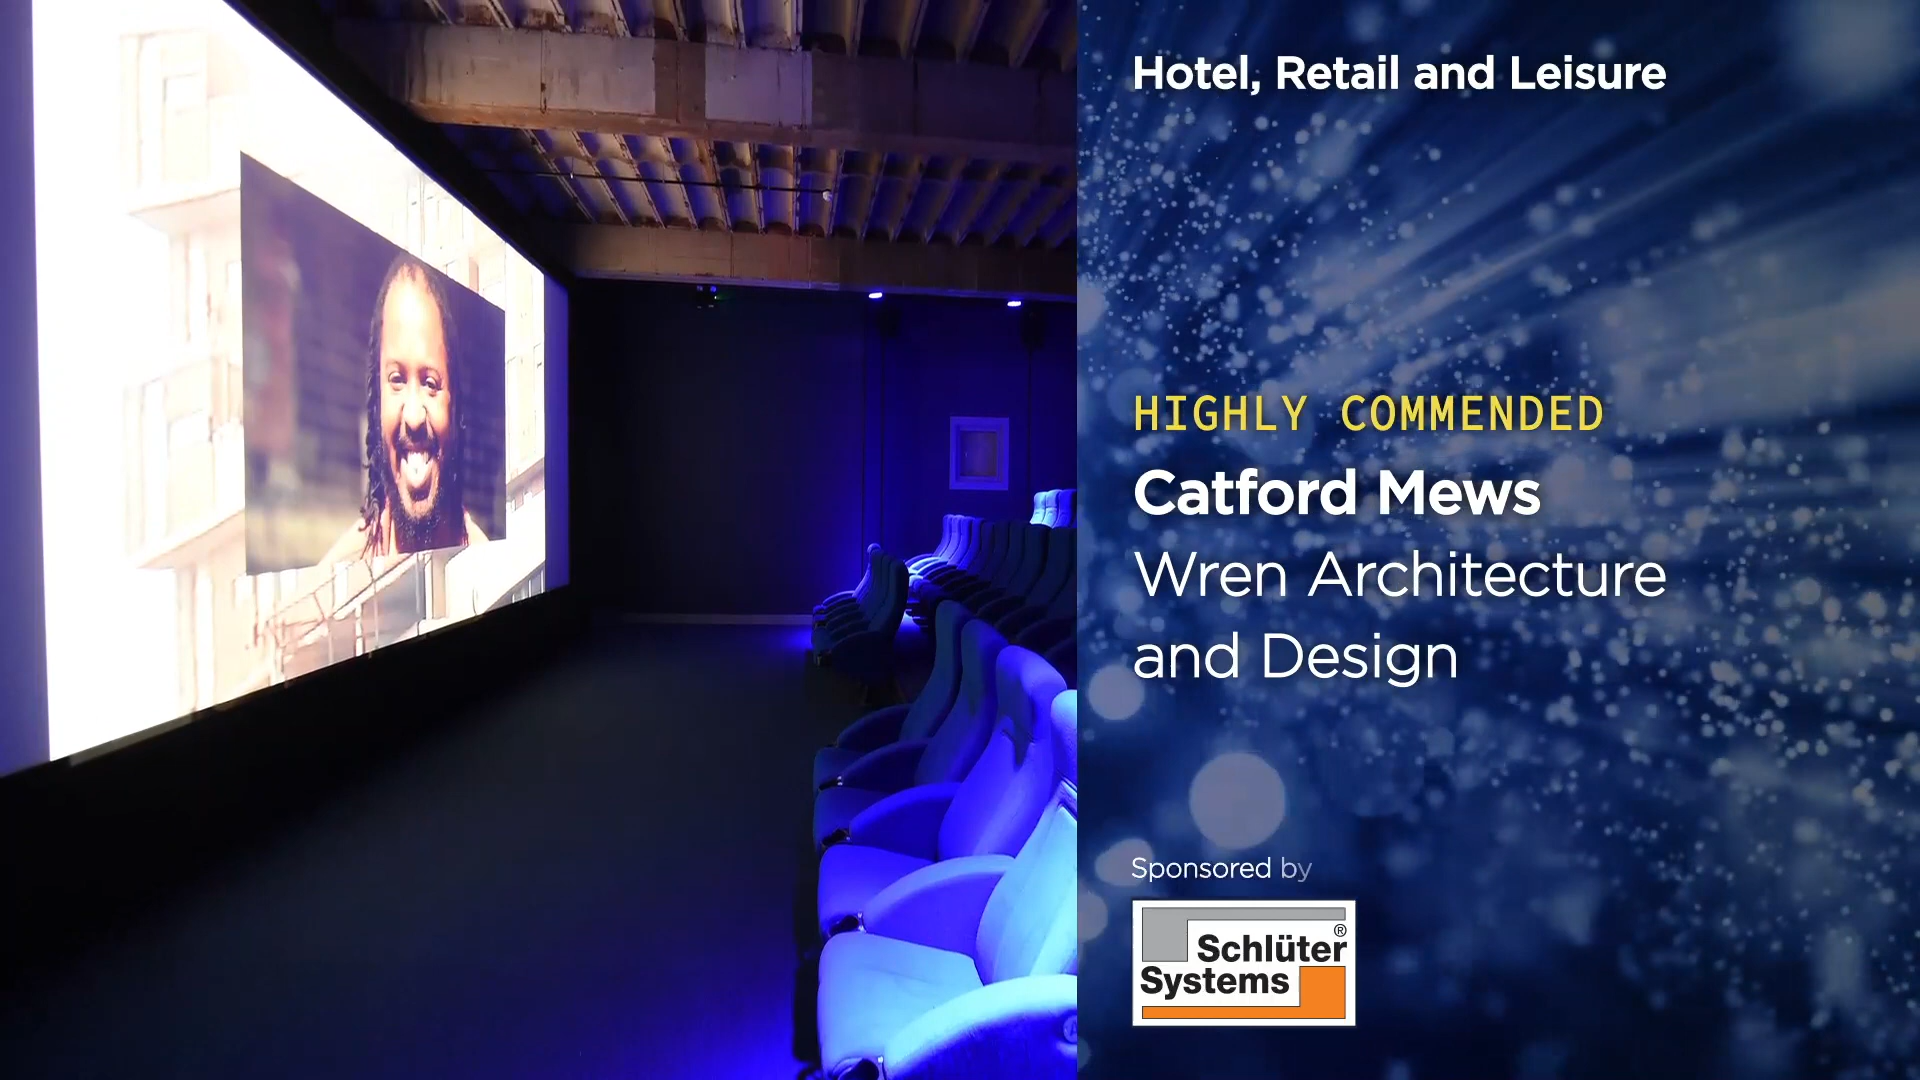 Hotel, Retail and Leisure
HIGHLY COMMENDED
Catford Mews
Wren Architecture
and Design
Sponsored by
Schlüter®
Systems